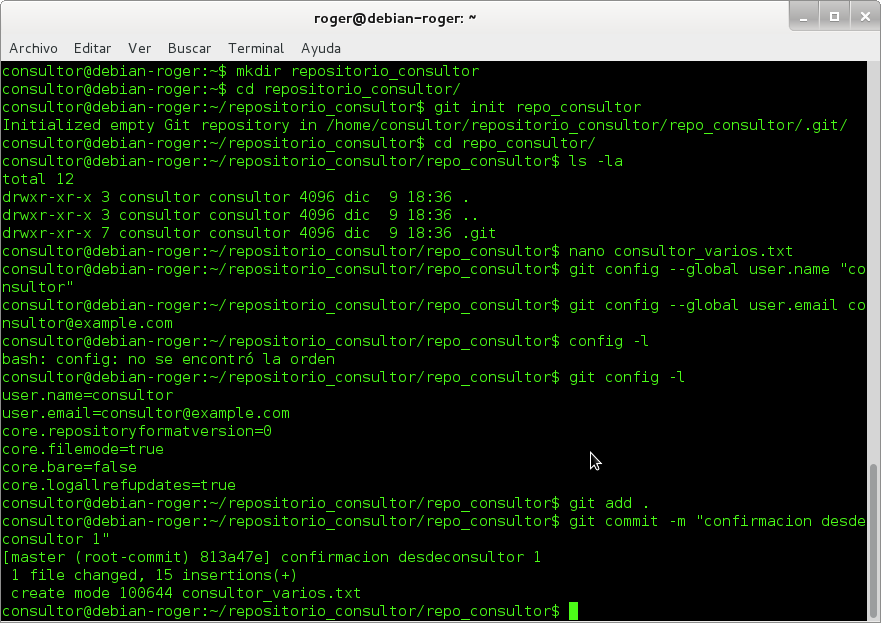 roger@debian-roger: ~
Archivo Editar Ver Buscar Terminal Ayuda
consultor@debian-roger:~$ mkdir repositorio_consultor
consultor@debian-roger:~$ cd repositorio_consultor/
consultor@debian-roger:~/repositorio_consultor$ git init repo_consultor
Initialized empty Git repository in /home/consultor/repositorio_consultor/repo_consultor/.git/
consultor@debian-roger:~/repositorio_consultor$ cd repo_consultor/
consultor@debian-roger:~/repositorio_consultor/repo_consultor$ ls -la
total 12
drwxr-xr-x 3 consultor consultor 4096 dic  9 18:36 .
drwxr-xr-x 3 consultor consultor 4096 dic  9 18:36 ..
drwxr-xr-x 7 consultor consultor 4096 dic  9 18:36 .git
consultor@debian-roger:~/repositorio_consultor/repo_consultor$ nano consultor_varios.txt
consultor@debian-roger:~/repositorio_consultor/repo_consultor$ git config --global user.name "co
nsultor"
consultor@debian-roger:~/repositorio_consultor/repo_consultor$ git config --global user.email co
nsultor@example.com
consultor@debian-roger:~/repositorio_consultor/repo_consultor$ config -l
bash: config: no se encontró la orden
consultor@debian-roger:~/repositorio_consultor/repo_consultor$ git config -l
user.name=consultor
user.email=consultor@example.com
core.repositoryformatversion=0
core.filemode=true
core.bare=false
core.logallrefupdates=true
consultor@debian-roger:~/repositorio_consultor/repo_consultor$ git add .
consultor@debian-roger:~/repositorio_consultor/repo_consultor$ git commit -m "confirmacion desde
consultor 1"
[master (root-commit) 813a47e] confirmacion desdeconsultor 1
 1 file changed, 15 insertions(+)
 create mode 100644 consultor_varios.txt
consultor@debian-roger:~/repositorio_consultor/repo_consultor$